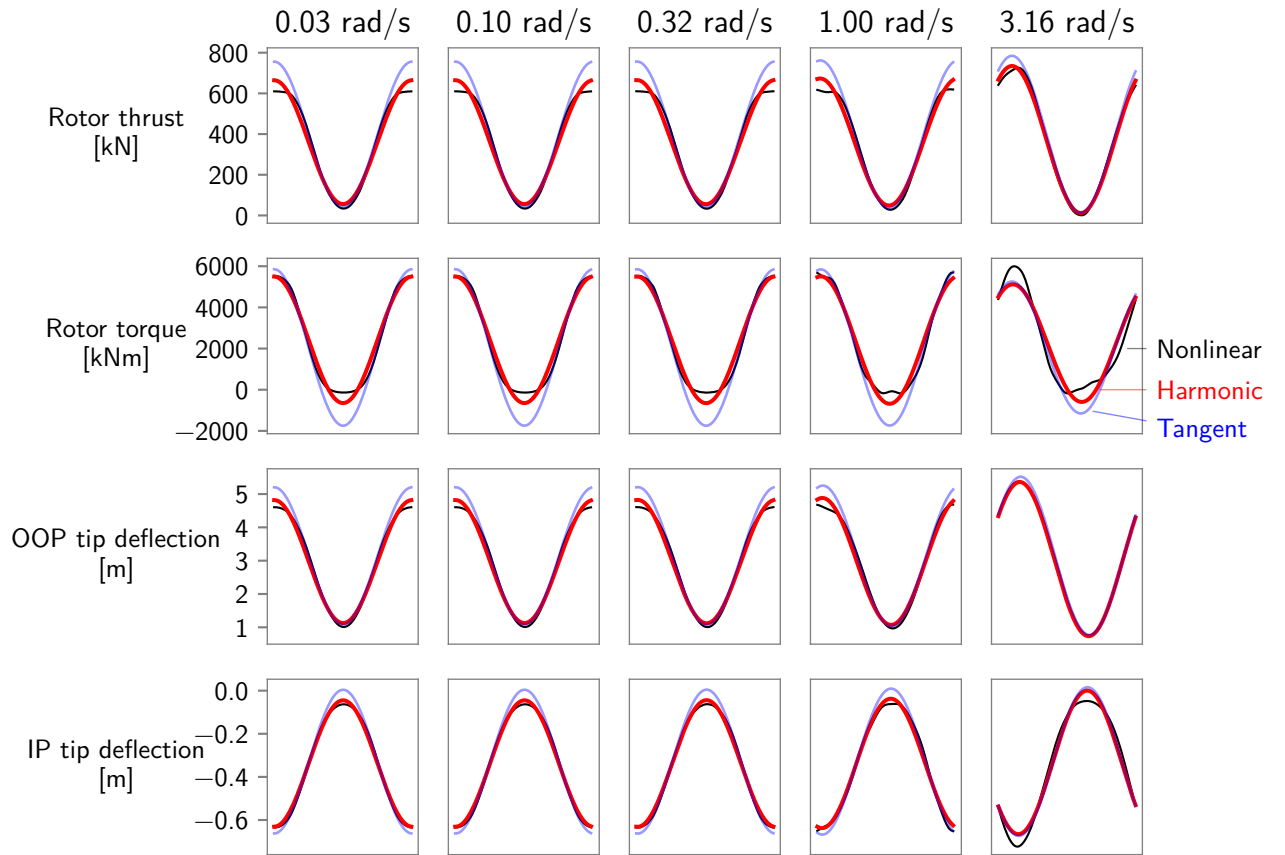 0.03 rad/s 0.10 rad/s 0.32 rad/s 1.00 rad/s 3.16 rad/s
800
600
400
200
0
Rotor thrust
[kN]
6000
4000
2000
0
−2000
Rotor torque
[kNm]
Nonlinear
Harmonic
Tangent
5
4
3
2
1
OOP tip deflection
[m]
0.0
−0.2
−0.4
−0.6
IP tip deflection
[m]